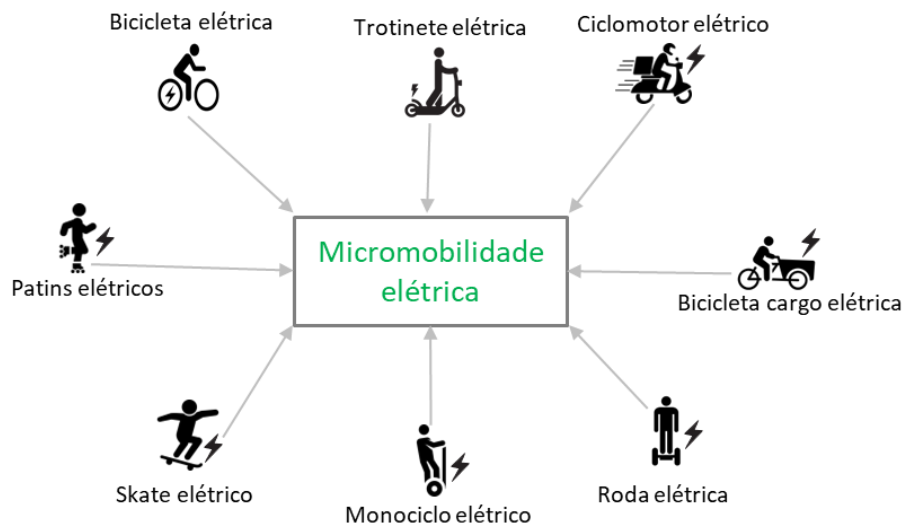 Bicicleta elétrica
Trotinete elétrica
Ciclomotor elétrico
Micromobilidade
elétrica
Patins elétricos
Bicicleta cargo elétrica
Skate elétrico
Monociclo elétrico
Roda elétrica